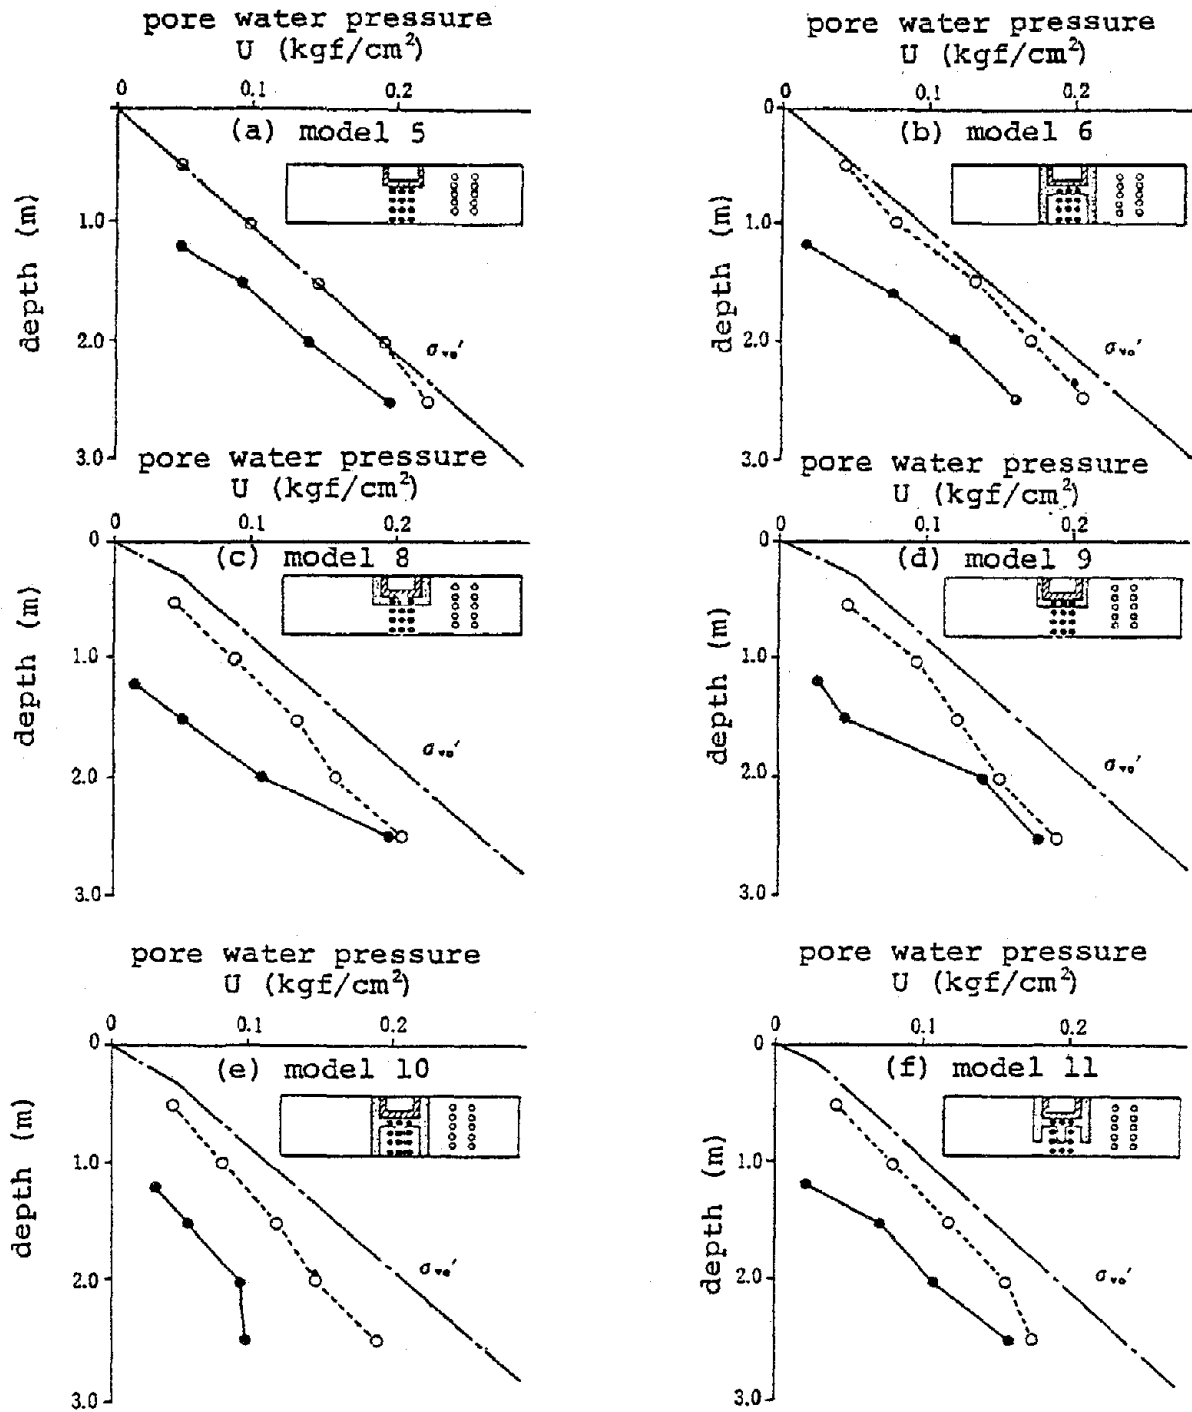 pore water pressure
U (kgf/cm²)
0 0.1 0.2
(a) model 5
depth (m)
1.0
2.0
3.0
σvo'
pore water pressure
U (kgf/cm²)
0 0.1 0.2
0
(b) model 6
depth (m)
1.0
2.0
3.0
σvo'
pore water pressure
U (kgf/cm²)
0 0.1 0.2
0
(c) model 8
depth (m)
1.0
2.0
3.0
σvo'
pore water pressure
U (kgf/cm²)
0 0.1 0.2
0
(d) model 9
depth (m)
1.0
2.0
3.0
σvo'
pore water pressure
U (kgf/cm²)
0 0.1 0.2
0
(e) model 10
depth (m)
1.0
2.0
3.0
σvo'
pore water pressure
U (kgf/cm²)
0 0.1 0.2
0
(f) model 11
depth (m)
1.0
2.0
3.0
σvo'